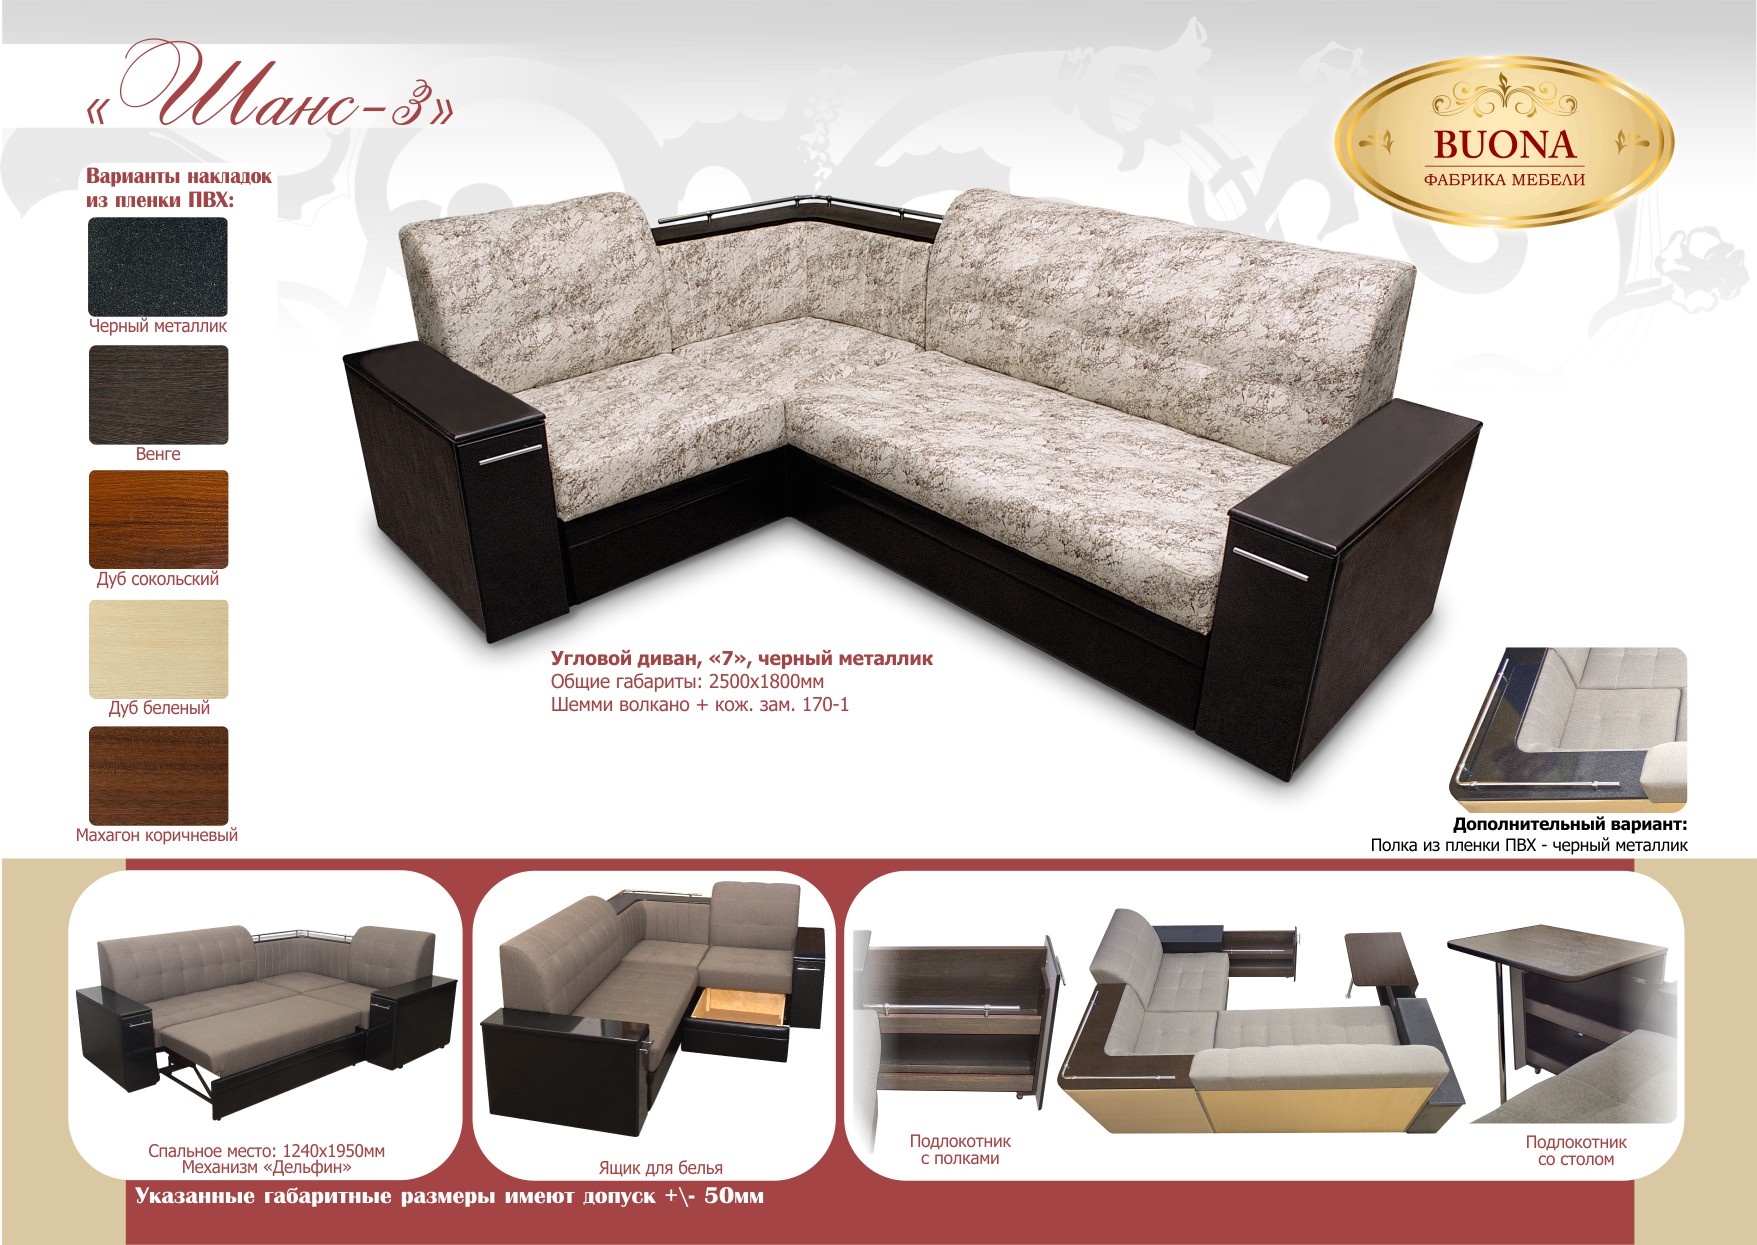 «Шанс-3»
BUONA
ФАБРИКА МЕБЕЛИ
Варианты накладок
из пленки ПВХ:
Черный металлик
Венге
Дуб сокольский
Дуб беленый
Махагон коричневый
Угловой диван, «7», черный металлик
Общие габариты: 2500х1800мм
Шемми волкано + кож. зам. 170-1
Дополнительный вариант:
Полка из пленки ПВХ - черный металлик
Спальное место: 1240х1950мм
Механизм «Дельфин»
Ящик для белья
Подлокотник
с полками
Подлокотник
со столом
Указанные габаритные размеры имеют допуск +\- 50мм